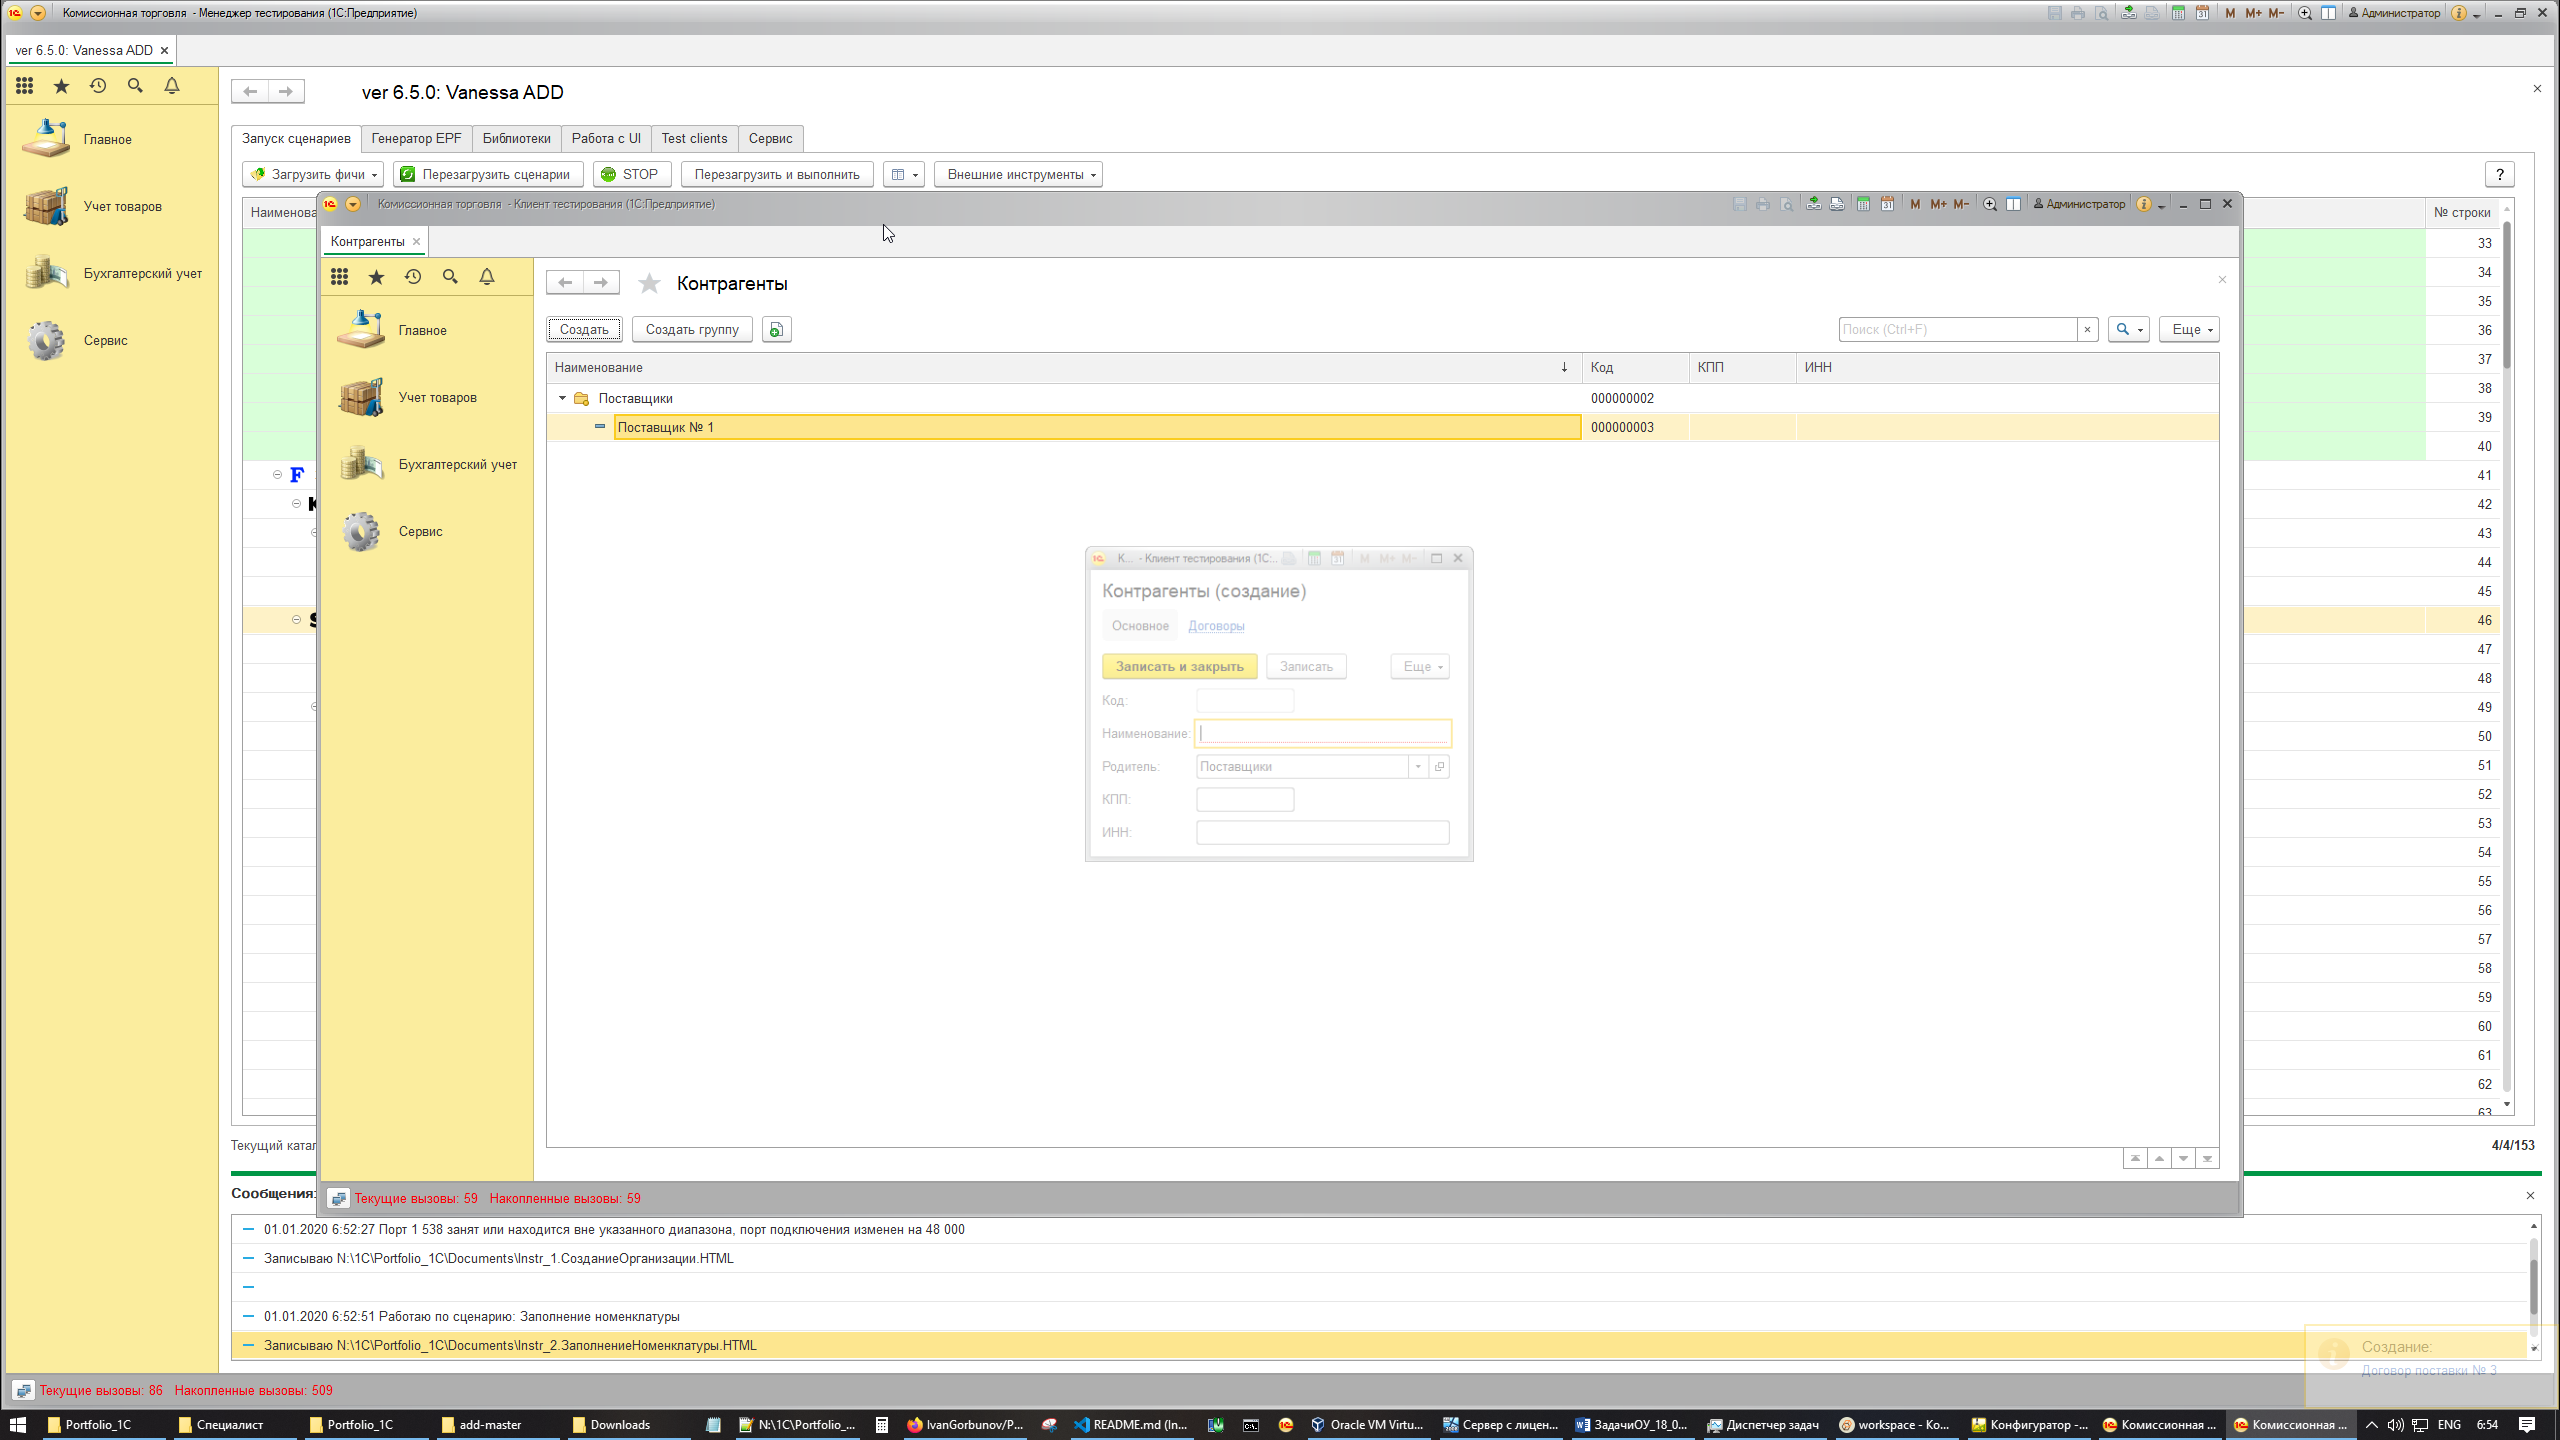 Комиссионная торговля - Менеджер тестирования (1С:Предприятие)
M M+ M- Администратор
ver 6.5.0: Vanessa ADD
ver 6.5.0: Vanessa ADD
Главное
Учет товаров
Бухгалтерский учет
Сервис
Запуск сценариев Генератор EPF Библиотеки Работа с UI Test clients Сервис
Загрузить фичи Перезагрузить сценарии STOP Перезагрузить и выполнить Внешние инструменты ?
№ строки
33
34
35
36
37
38
39
40
41
42
43
44
45
46
47
48
49
50
51
52
53
54
55
56
57
58
59
60
61
62
63
Комиссионная торговля - Клиент тестирования (1С:Предприятие)
M M+ M- Администратор
Контрагенты
Главное
Учет товаров
Бухгалтерский учет
Сервис
Контрагенты
Создать Создать группу Поиск (Ctrl+F) Еще
Наименование Код КПП ИНН
Поставщики 000000002
Поставщик № 1 000000003
К... - Клиент тестирования (1С:... M M+ M-
Контрагенты (создание)
Основное Договоры
Записать и закрыть Записать Еще
Код:
Наименование:
Родитель: Поставщики
КПП:
ИНН:
Текущие вызовы: 59 Накопленные вызовы: 59
4/4/153
Сообщения:
01.01.2020 6:52:27 Порт 1 538 занят или находится вне указанного диапазона, порт подключения изменен на 48 000
Записываю N:\1C\Portfolio_1C\Documents\Instr_1.СозданиеОрганизации.HTML
01.01.2020 6:52:51 Работаю по сценарию: Заполнение номенклатуры
Записываю N:\1C\Portfolio_1C\Documents\Instr_2.ЗаполнениеНоменклатуры.HTML
Создание:
Договор поставки № 3
Текущие вызовы: 86 Накопленные вызовы: 509
Portfolio_1C Специалист Portfolio_1C add-master Downloads N:\1C\Portfolio_... IvanGorbunov/P... README.md (In... Oracle VM Virtu... Сервер с лицен... ЗадачиОУ_18_0... Диспетчер задач workspace - Ко... Конфигуратор -... Комиссионная ... Комиссионная ... ENG 6:54